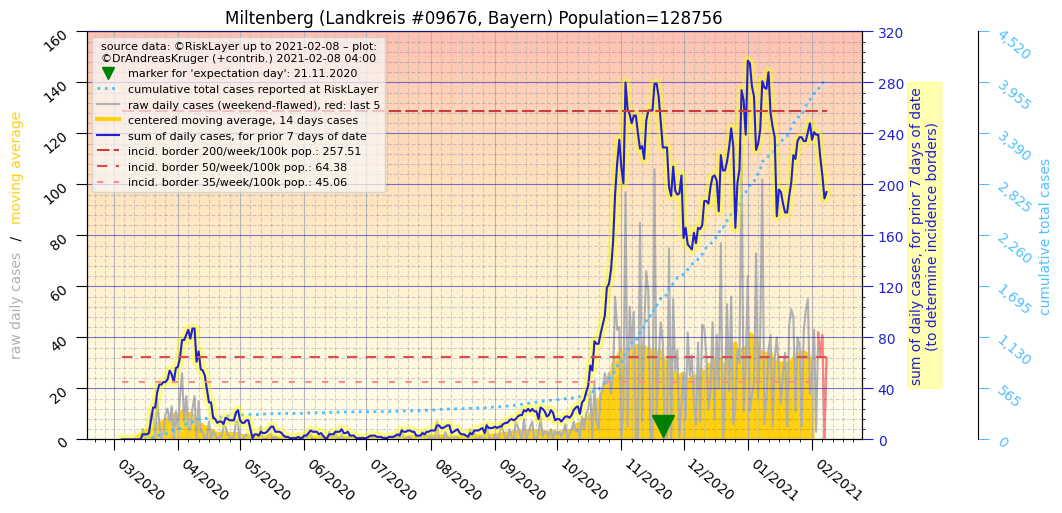 Miltenberg (Landkreis #09676, Bayern) Population=128756
source data: ©RiskLayer up to 2021-02-08 – plot:
©DrAndreasKruger (+contrib.) 2021-02-08 04:00
marker for 'expectation day': 21.11.2020
cumulative total cases reported at RiskLayer
raw daily cases (weekend-flawed), red: last 5
centered moving average, 14 days cases
sum of daily cases, for prior 7 days of date
incid. border 200/week/100k pop.: 257.51
incid. border 50/week/100k pop.: 64.38
incid. border 35/week/100k pop.: 45.06
raw daily cases / moving average
160
140
120
100
80
60
40
20
0
03/2020
04/2020
05/2020
06/2020
07/2020
08/2020
09/2020
10/2020
11/2020
12/2020
01/2021
02/2021
320
280
240
200
160
120
80
40
0
sum of daily cases, for prior 7 days of date
(to determine incidence borders)
4,520
3,955
3,390
2,825
2,260
1,695
1,130
565
0
cumulative total cases